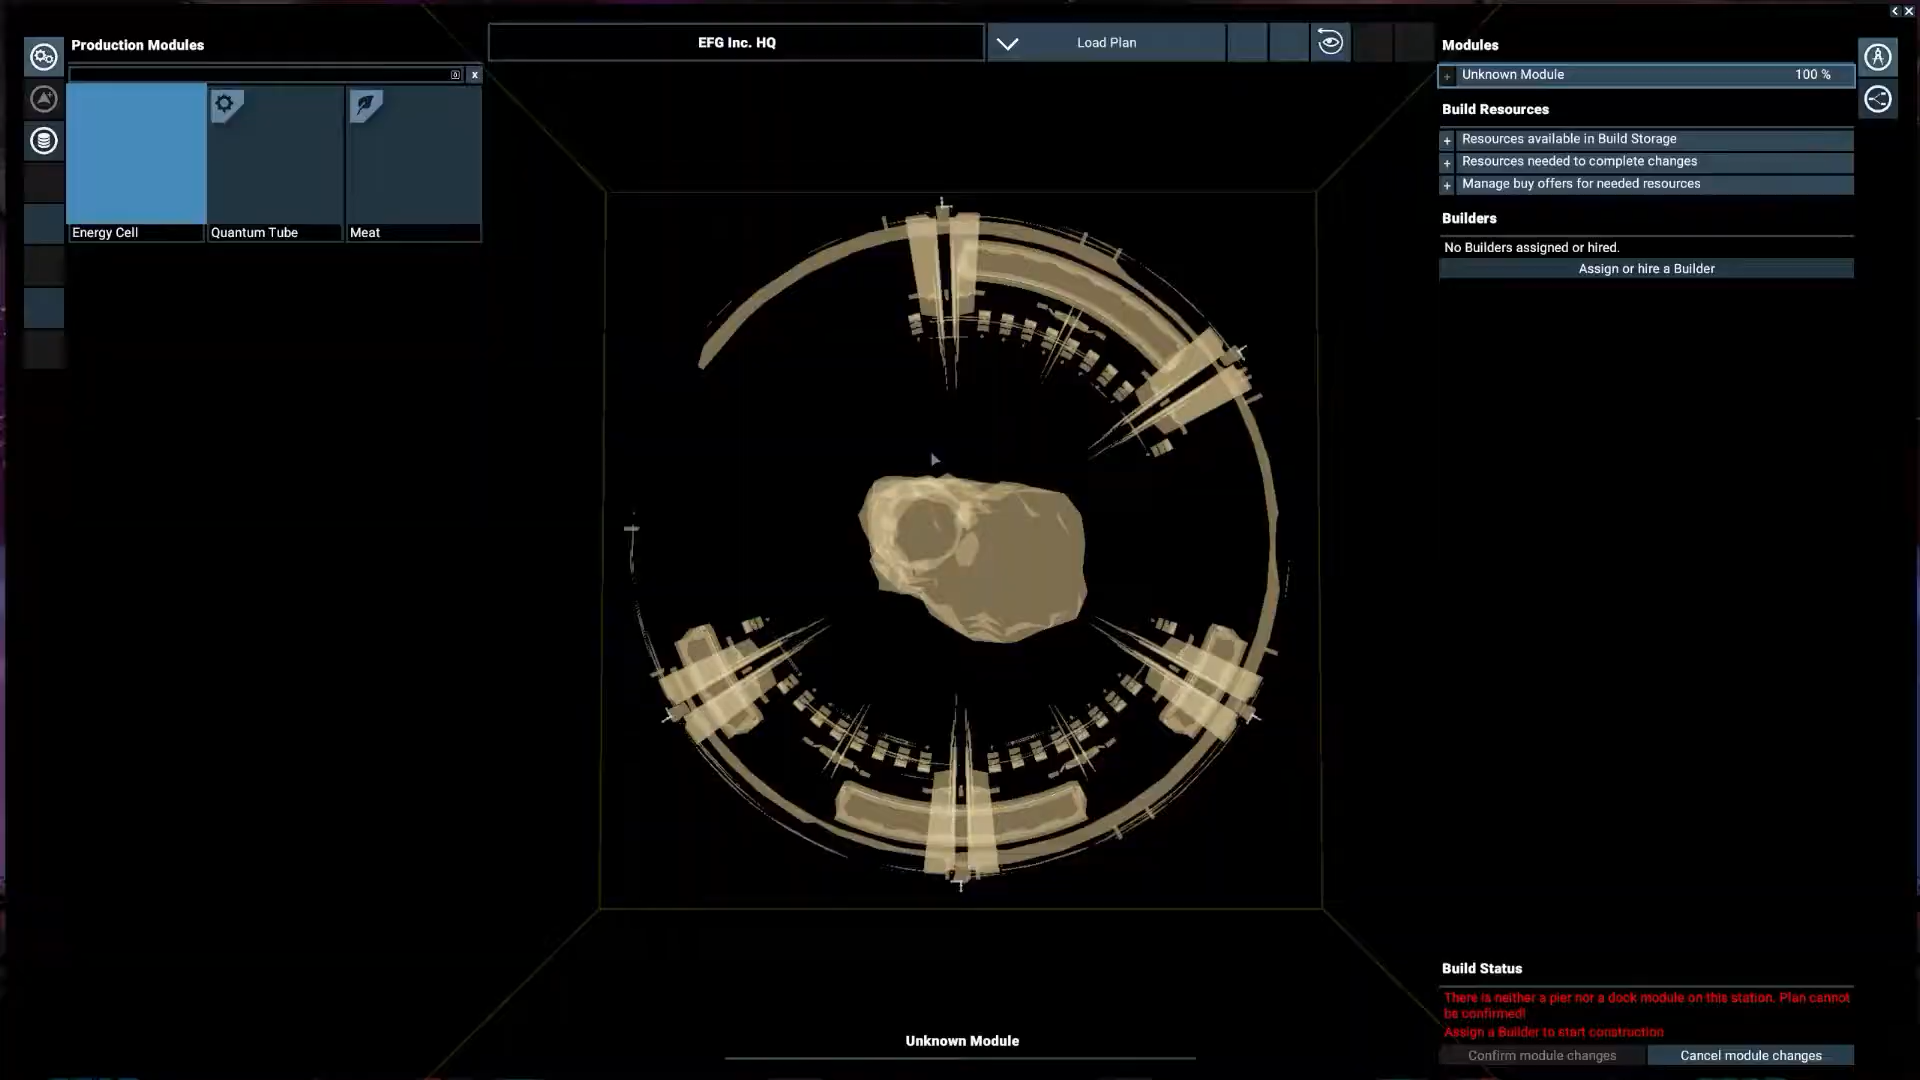 Production Modules
x
Energy Cell
Quantum Tube
Meat
EFG Inc. HQ
Load Plan
Modules
+ Unknown Module 100 %
Build Resources
+ Resources available in Build Storage
+ Resources needed to complete changes
+ Manage buy offers for needed resources
Builders
No Builders assigned or hired.
Assign or hire a Builder
Unknown Module
Build Status
There is neither a pier nor a dock module on this station. Plan cannot
be confirmed!
Assign a Builder to start construction
Confirm module changes
Cancel module changes